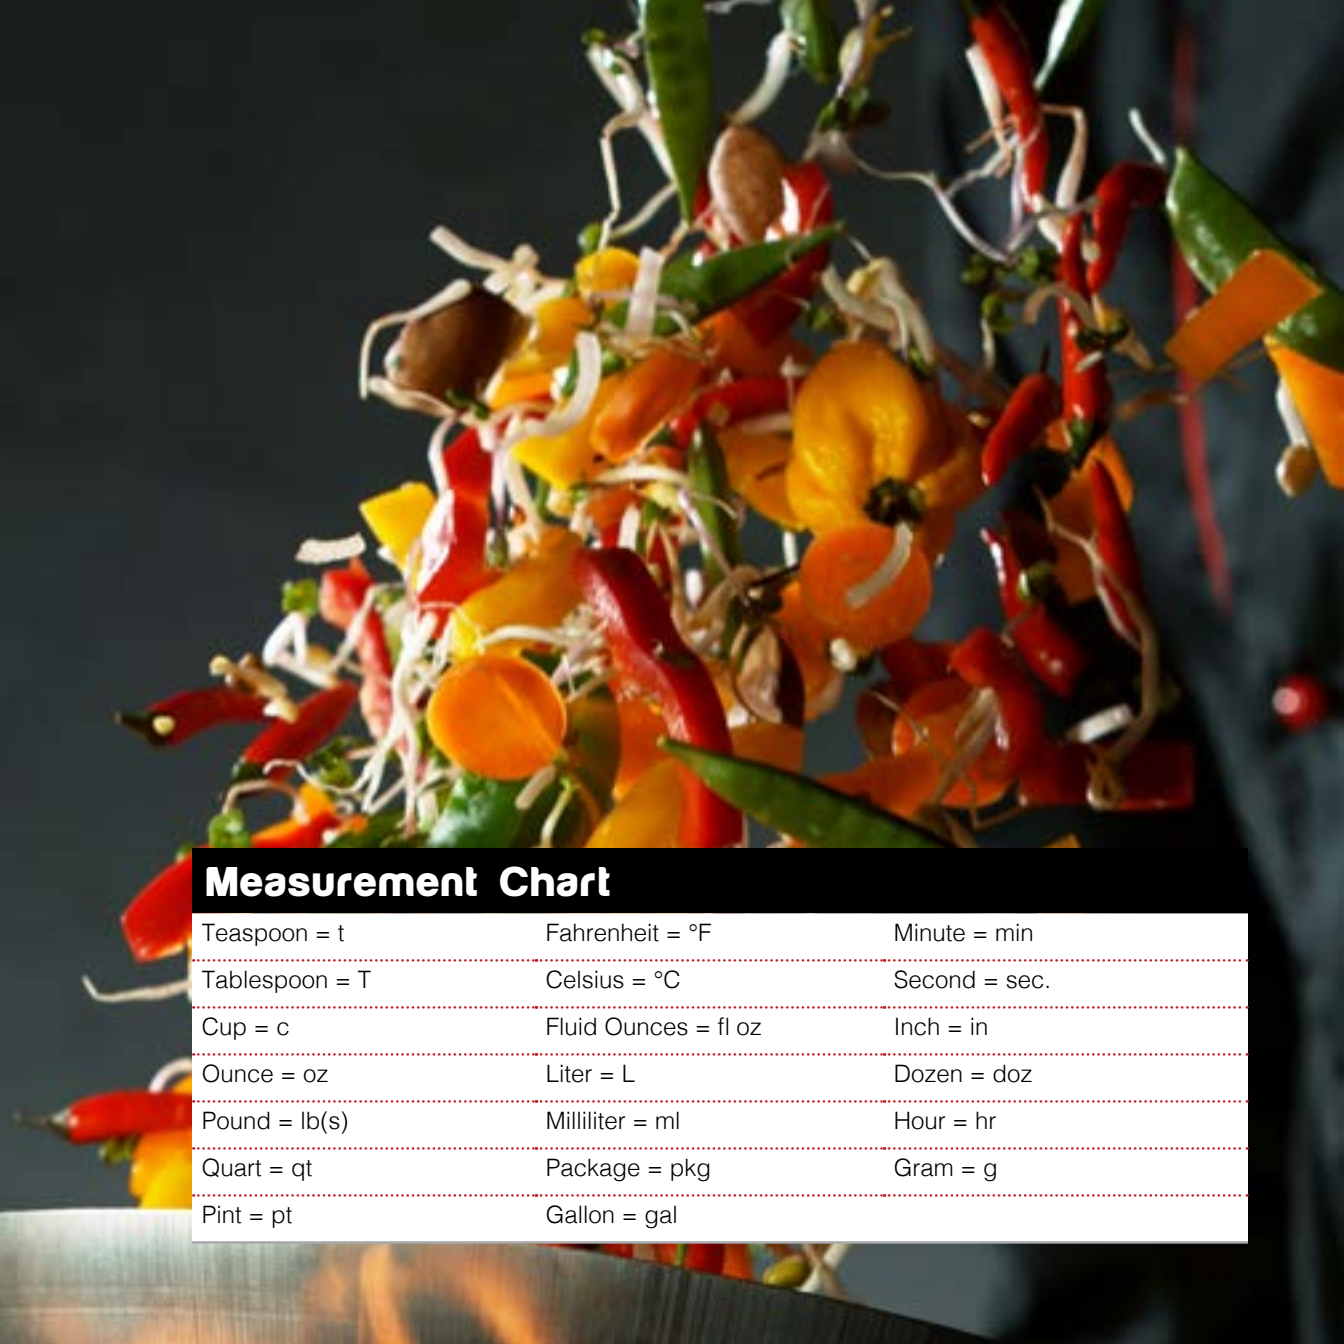 Measurement Chart
Teaspoon = t
Fahrenheit = °F
Minute = min
Tablespoon = T
Celsius = °C
Second = sec.
Cup = c
Fluid Ounces = fl oz
Inch = in
Ounce = oz
Liter = L
Dozen = doz
Pound = lb(s)
Milliliter = ml
Hour = hr
Quart = qt
Package = pkg
Gram = g
Pint = pt
Gallon = gal